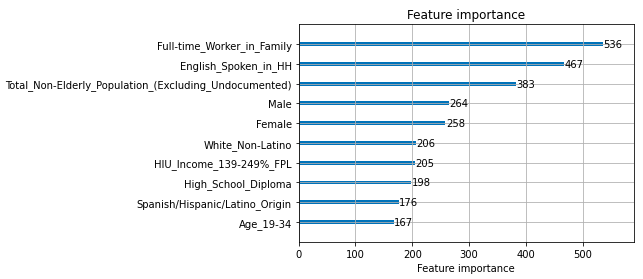 Feature importance
Full-time_Worker_in_Family 536
English_Spoken_in_HH 467
Total_Non-Elderly_Population_(Excluding_Undocumented) 383
Male 264
Female 258
White_Non-Latino 206
HIU_Income_139-249%_FPL 205
High_School_Diploma 198
Spanish/Hispanic/Latino_Origin 176
Age_19-34 167
0 100 200 300 400 500
Feature importance